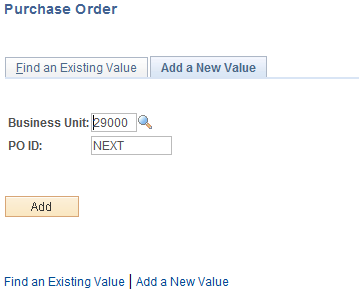 Purchase Order
Find an Existing Value Add a New Value
Business Unit: 29000
PO ID: NEXT
Add
Find an Existing Value | Add a New Value